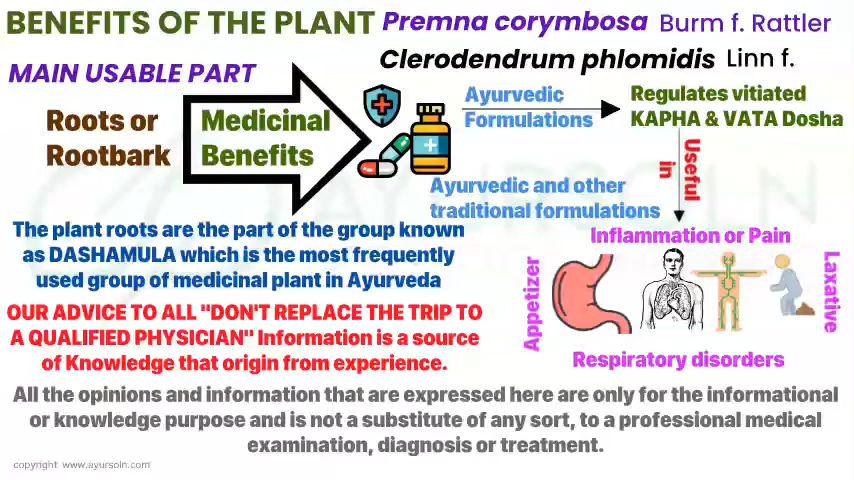 BENEFITS OF THE PLANT Premna corymbosa Burm f. Rattler
Clerodendrum phlomidis Linn f.
MAIN USABLE PART
Roots or
Rootbark
Medicinal
Benefits
Ayurvedic
Formulations
Regulates vitiated
KAPHA & VATA Dosha
Useful
in
Ayurvedic and other
traditional formulations
The plant roots are the part of the group known
as DASHAMULA which is the most frequently
used group of medicinal plant in Ayurveda
Inflammation or Pain
Appetizer
Laxative
Respiratory disorders
OUR ADVICE TO ALL "DON'T REPLACE THE TRIP TO
A QUALIFIED PHYSICIAN" Information is a source
of Knowledge that origin from experience.
All the opinions and information that are expressed here are only for the informational
or knowledge purpose and is not a substitute of any sort, to a professional medical
examination, diagnosis or treatment.
copyright www.ayursoln.com